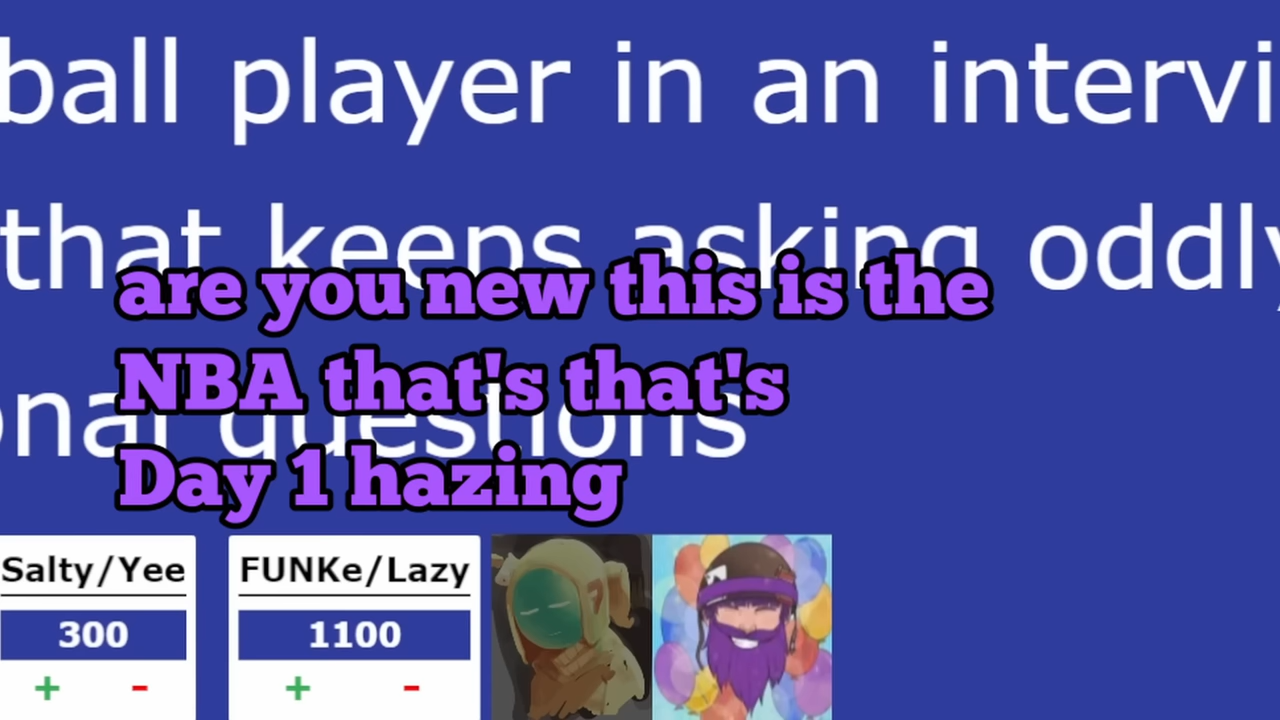 ball player in an intervi
that keeps asking oddly
onal questions
are you new this is the
NBA that's that's
Day 1 hazing
Salty/Yee
FUNKe/Lazy
300
1100
+ -
+ -